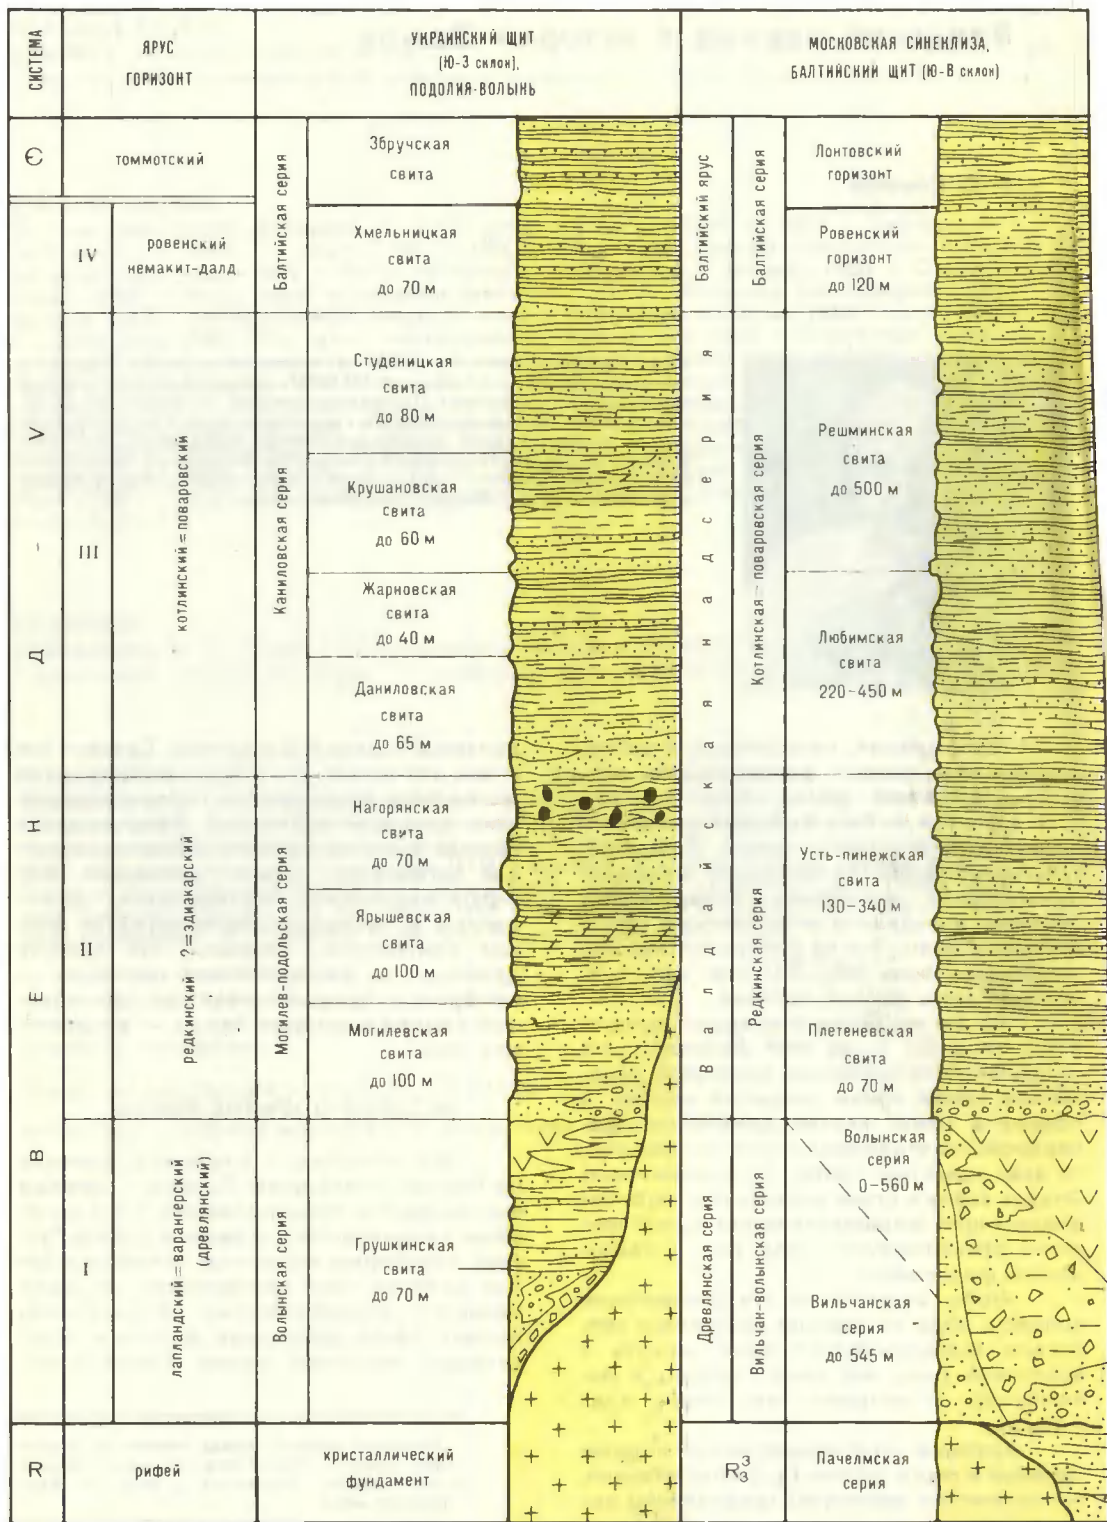 СИСТЕМА
ЯРУС
ГОРИЗОНТ
УКРАИНСКИЙ ЩИТ
(Ю-З склон),
ПОДОЛИЯ-ВОЛЫНЬ
МОСКОВСКАЯ СИНЕКЛИЗА,
БАЛТИЙСКИЙ ЩИТ (Ю-В склон)
Є
томмотский
Балтийская серия
Збручская
свита
Балтийский ярус
Балтийская серия
Лонтовский
горизонт
ВЕНД - V
IV
ровенский
немакит-далд
Хмельницкая
свита
до 70 м
Ровенский
горизонт
до 120 м
III
котлинский=поваровский
Каниловская серия
Студеницкая
свита
до 80 м
Крушановская
свита
до 60 м
Жарновская
свита
до 40 м
Даниловская
свита
до 65 м
Валдайская надсерия
Котлинская = поваровская серия
Решминская
свита
до 500 м
Любимская
свита
220-450 м
II
редкинский ?=эдиакарский
Могилев-подольская серия
Нагорянская
свита
до 70 м
Ярышевская
свита
до 100 м
Могилевская
свита
до 100 м
Редкинская серия
Усть-пинежская
свита
130-340 м
Плетеневская
свита
до 70 м
I
лапландский=варангерский
(древлянский)
Волынская серия
Грушкинская
свита
до 70 м
Древлянская серия
Вильчан-волынская серия
Волынская
серия
0-560 м
Вильчанская
серия
до 545 м
R
рифей
кристаллический
фундамент
R³₃
Пачелмская
серия